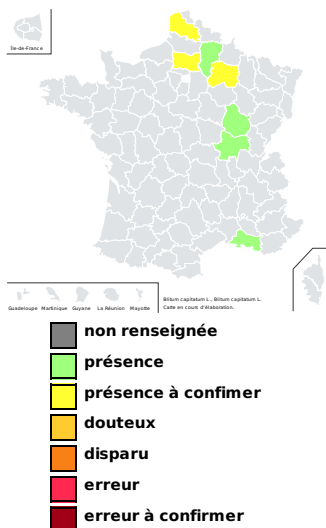 Île-de-France
Guadeloupe Martinique Guyane La Réunion Mayotte
Blitum capitatum L., Blitum capitatum L.
Carte en cours d'élaboration.
non renseignée
présence
présence à confimer
douteux
disparu
erreur
erreur à confirmer